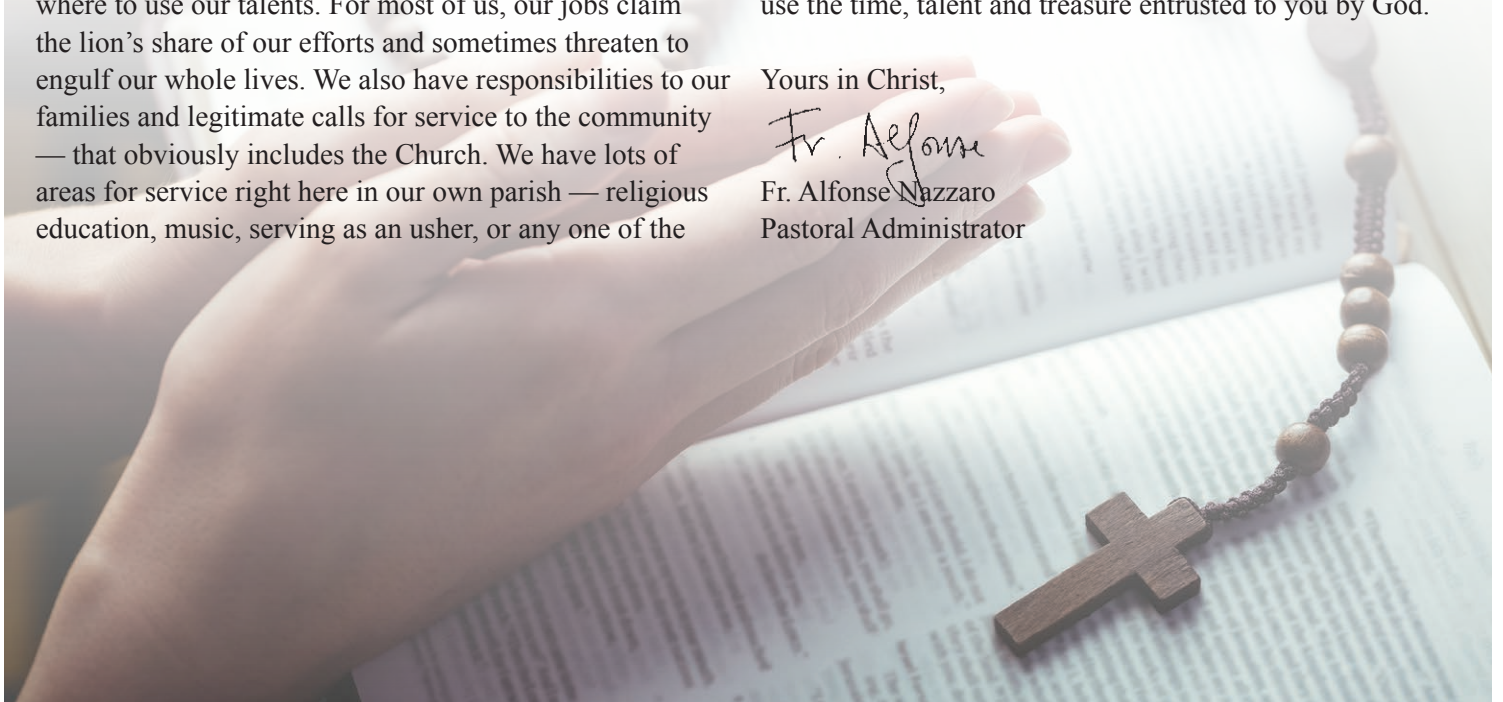 where to use our talents. For most of us, our jobs claim
the lion’s share of our efforts and sometimes threaten to
engulf our whole lives. We also have responsibilities to our
families and legitimate calls for service to the community
— that obviously includes the Church. We have lots of
areas for service right here in our own parish — religious
education, music, serving as an usher, or any one of the
use the time, talent and treasure entrusted to you by God.
Yours in Christ,
Fr. Alfonse
Fr. Alfonse Nazzaro
Pastoral Administrator